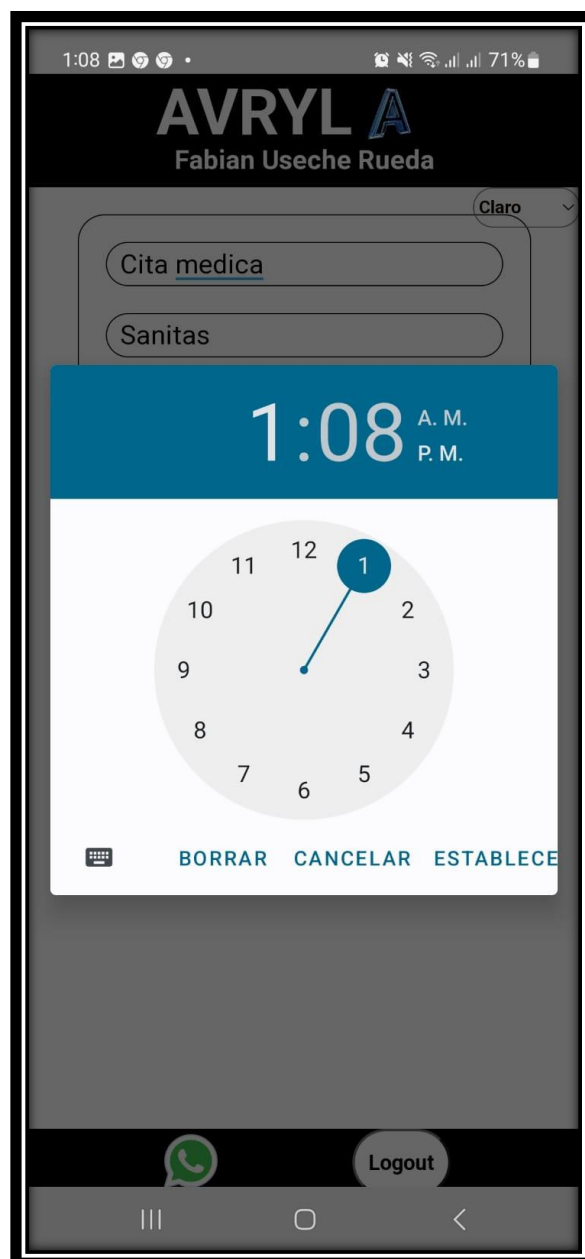 1:08 71%
AVRYL A
Fabian Useche Rueda
Claro
Cita medica
Sanitas
1:08 A. M.
P. M.
12
11 1
10 2
9 3
8 4
7 5
6
BORRAR CANCELAR ESTABLECE
Logout